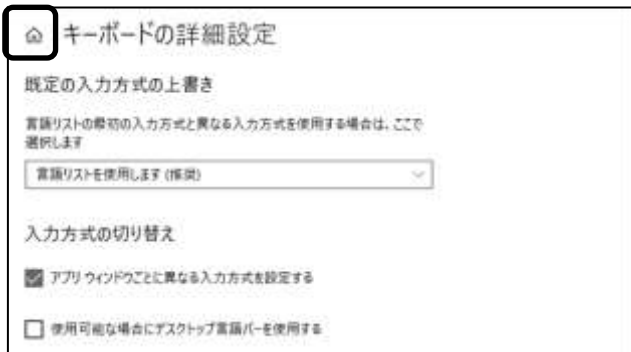 キーボードの詳細設定
既定の入力方式の上書き
言語リストの最初の入力方式と異なる入力方式を使用する場合は、ここで
選択します
言語リストを使用します (推奨)
入力方式の切り替え
アプリ ウィンドウごとに異なる入力方式を設定する
使用可能な場合にデスクトップ言語バーを使用する